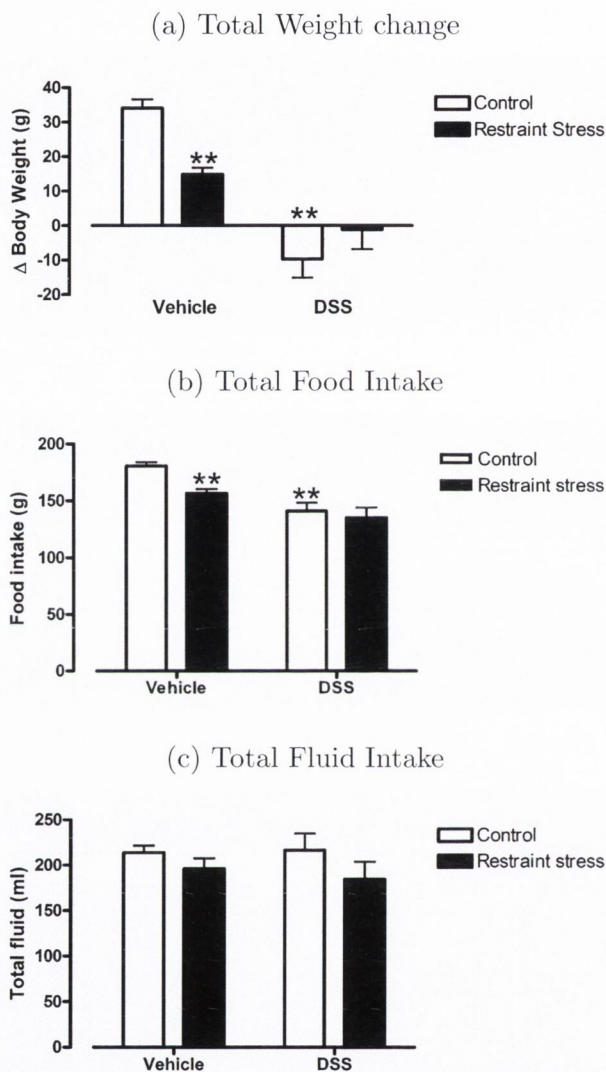 (a) Total Weight change
Δ Body Weight (g)
40
30
20
10
0
-10
-20
**
**
Vehicle
DSS
Control
Restraint Stress
(b) Total Food Intake
Food intake (g)
200
150
100
50
0
**
**
Vehicle
DSS
Control
Restraint stress
(c) Total Fluid Intake
Total fluid (ml)
250
200
150
100
50
0
Vehicle
DSS
Control
Restraint stress